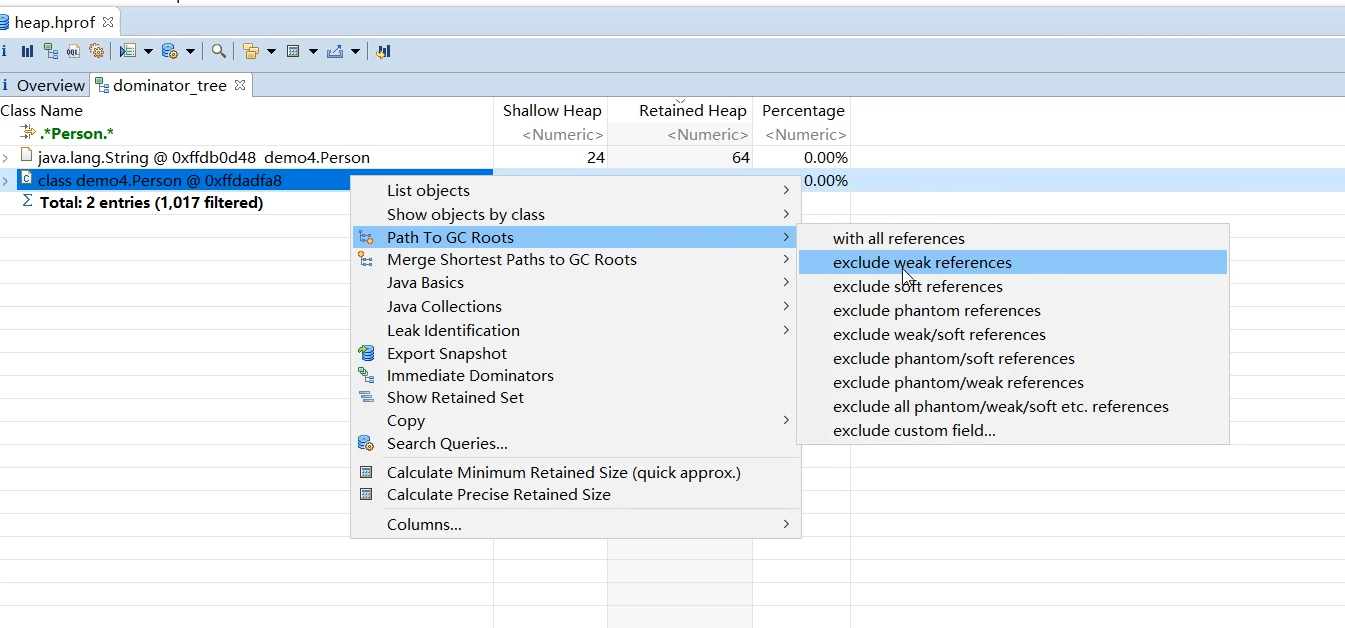 heap.hprof
Overview dominator_tree
Class Name Shallow Heap Retained Heap Percentage
.*Person.* <Numeric> <Numeric> <Numeric>
java.lang.String @ 0xffdb0d48 demo4.Person 24 64 0.00%
class demo4.Person @ 0xffdadfa8 0.00%
Σ Total: 2 entries (1,017 filtered)
List objects
Show objects by class
Path To GC Roots
Merge Shortest Paths to GC Roots
Java Basics
Java Collections
Leak Identification
Export Snapshot
Immediate Dominators
Show Retained Set
Copy
Search Queries...
Calculate Minimum Retained Size (quick approx.)
Calculate Precise Retained Size
Columns...
with all references
exclude weak references
exclude soft references
exclude phantom references
exclude weak/soft references
exclude phantom/soft references
exclude phantom/weak references
exclude all phantom/weak/soft etc. references
exclude custom field...